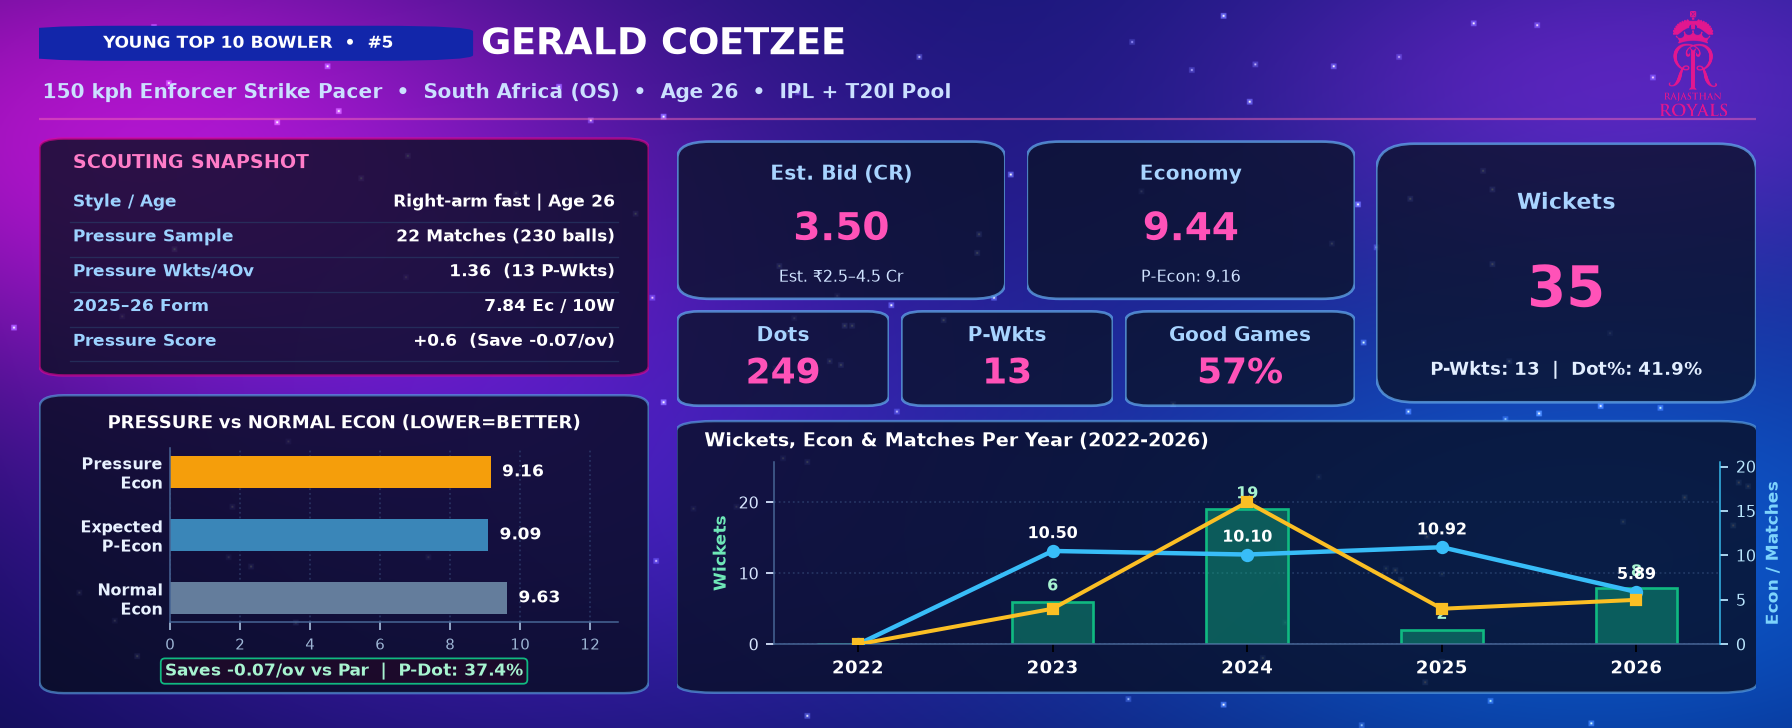 YOUNG TOP 10 BOWLER • #5
GERALD COETZEE
150 kph Enforcer Strike Pacer • South Africa (OS) • Age 26 • IPL + T20I Pool
RAJASTHAN
ROYALS
SCOUTING SNAPSHOT
Style / Age Right-arm fast | Age 26
Pressure Sample 22 Matches (230 balls)
Pressure Wkts/4Ov 1.36 (13 P-Wkts)
2025–26 Form 7.84 Ec / 10W
Pressure Score +0.6 (Save -0.07/ov)
Est. Bid (CR)
3.50
Est. ₹2.5–4.5 Cr
Economy
9.44
P-Econ: 9.16
Wickets
35
P-Wkts: 13 | Dot%: 41.9%
Dots
249
P-Wkts
13
Good Games
57%
PRESSURE vs NORMAL ECON (LOWER=BETTER)
Pressure
Econ
9.16
Expected
P-Econ
9.09
Normal
Econ
9.63
0 2 4 6 8 10 12
Saves -0.07/ov vs Par | P-Dot: 37.4%
Wickets, Econ & Matches Per Year (2022-2026)
Wickets
20
10
0
10.50
6
19
10.10
10.92
2
8
5.89
20
15
10
5
0
Econ / Matches
2022 2023 2024 2025 2026